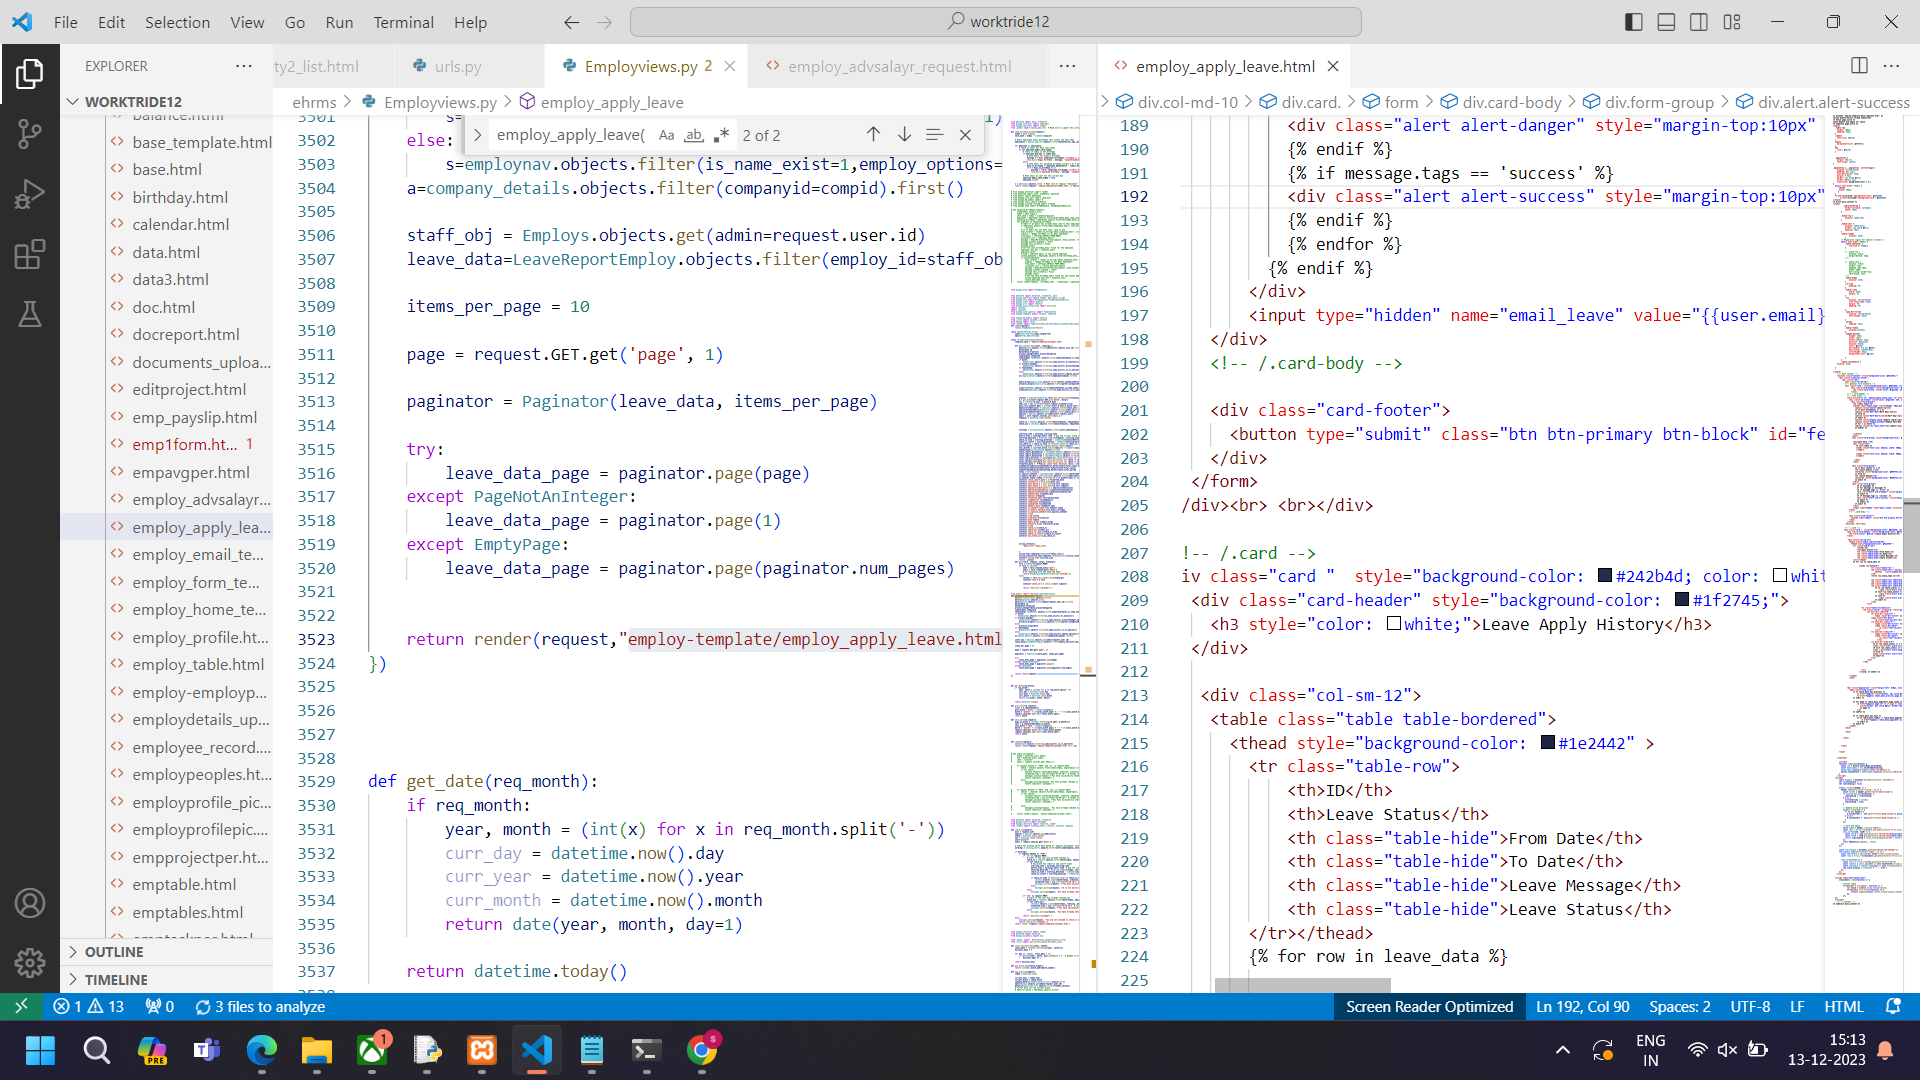 File Edit Selection View Go Run Terminal Help
worktride12
EXPLORER
WORKTRIDE12
balance.html
base_template.html
base.html
birthday.html
calendar.html
data.html
data3.html
doc.html
docreport.html
documents_uploa...
editproject.html
emp_payslip.html
emp1form.ht... 1
empavgper.html
employ_advsalayr...
employ_apply_lea...
employ_email_te...
employ_form_te...
employ_home_te...
employ_profile.ht...
employ_table.html
employ-employp...
employdetails_up...
employee_record....
employpeoples.ht...
employprofile_pic...
employprofilepic....
empprojectper.ht...
emptable.html
emptables.html
OUTLINE
TIMELINE
ty2_list.html urls.py Employviews.py 2 employ_advsalayr_request.html
ehrms > Employviews.py > employ_apply_leave
employ_apply_leave( Aa ab 2 of 2
3501 s= )
3502 else:
3503 s=employnav.objects.filter(is_name_exist=1,employ_options=
3504 a=company_details.objects.filter(companyid=compid).first()
3505
3506 staff_obj = Employs.objects.get(admin=request.user.id)
3507 leave_data=LeaveReportEmploy.objects.filter(employ_id=staff_ob
3508
3509 items_per_page = 10
3510
3511 page = request.GET.get('page', 1)
3512
3513 paginator = Paginator(leave_data, items_per_page)
3514
3515 try:
3516 leave_data_page = paginator.page(page)
3517 except PageNotAnInteger:
3518 leave_data_page = paginator.page(1)
3519 except EmptyPage:
3520 leave_data_page = paginator.page(paginator.num_pages)
3521
3522
3523 return render(request,"employ-template/employ_apply_leave.html
3524 })
3525
3526
3527
3528
3529 def get_date(req_month):
3530 if req_month:
3531 year, month = (int(x) for x in req_month.split('-'))
3532 curr_day = datetime.now().day
3533 curr_year = datetime.now().year
3534 curr_month = datetime.now().month
3535 return date(year, month, day=1)
3536
3537 return datetime.today()
employ_apply_leave.html
> div.col-md-10 > div.card. > form > div.card-body > div.form-group > div.alert.alert-success
189 <div class="alert alert-danger" style="margin-top:10px"
190 {% endif %}
191 {% if message.tags == 'success' %}
192 <div class="alert alert-success" style="margin-top:10px"
193 {% endif %}
194 {% endfor %}
195 {% endif %}
196 </div>
197 <input type="hidden" name="email_leave" value="{{user.email}
198 </div>
199 <!-- /.card-body -->
200
201 <div class="card-footer">
202 <button type="submit" class="btn btn-primary btn-block" id="fe
203 </div>
204 </form>
205 /div><br> <br></div>
206
207 !-- /.card -->
208 iv class="card " style="background-color: #242b4d; color: whit
209 <div class="card-header" style="background-color: #1f2745;">
210 <h3 style="color: white;">Leave Apply History</h3>
211 </div>
212
213 <div class="col-sm-12">
214 <table class="table table-bordered">
215 <thead style="background-color: #1e2442" >
216 <tr class="table-row">
217 <th>ID</th>
218 <th>Leave Status</th>
219 <th class="table-hide">From Date</th>
220 <th class="table-hide">To Date</th>
221 <th class="table-hide">Leave Message</th>
222 <th class="table-hide">Leave Status</th>
223 </tr></thead>
224 {% for row in leave_data %}
225
1 13 0 3 files to analyze
Screen Reader Optimized Ln 192, Col 90 Spaces: 2 UTF-8 LF HTML
PRE
1
S
ENG
IN
15:13
13-12-2023